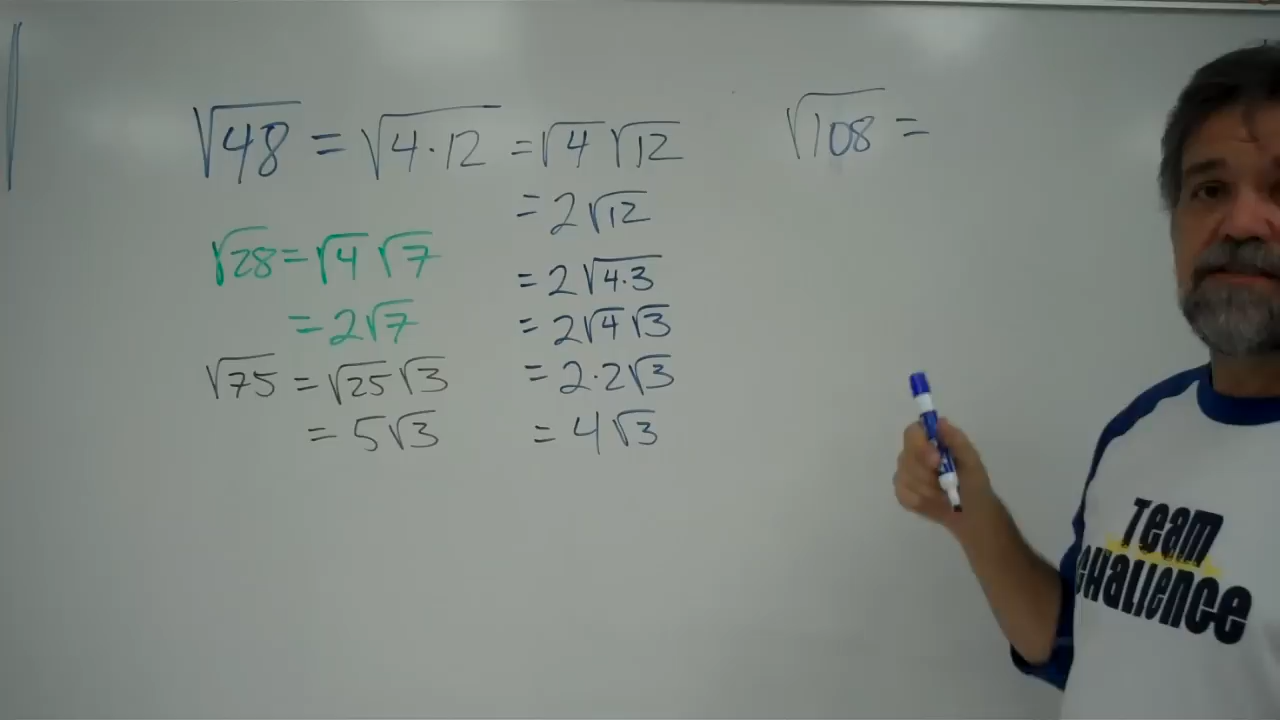 √48 = √4·12 = √4 √12
= 2√12
= 2√4·3
= 2√4 √3
= 2·2√3
= 4√3
√28 = √4 √7
= 2√7
√75 = √25 √3
= 5√3
√108 =
Team
Challenge